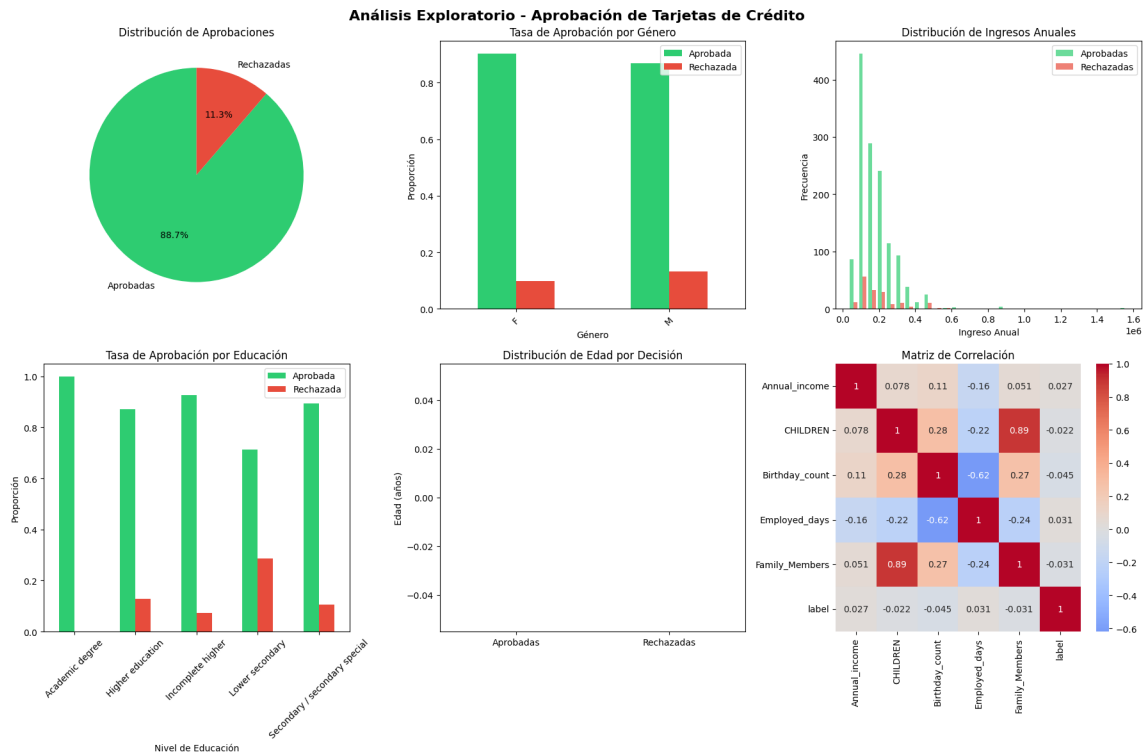 Análisis Exploratorio - Aprobación de Tarjetas de Crédito
Distribución de Aprobaciones
Rechazadas
11.3%
88.7%
Aprobadas
Tasa de Aprobación por Género
Aprobada
Rechazada
0.8
0.6
0.4
0.2
0.0
Proporción
F
M
Género
Distribución de Ingresos Anuales
Aprobadas
Rechazadas
400
300
200
100
0
Frecuencia
0.0 0.2 0.4 0.6 0.8 1.0 1.2 1.4 1.6
1e6
Ingreso Anual
Tasa de Aprobación por Educación
Aprobada
Rechazada
1.0
0.8
0.6
0.4
0.2
0.0
Proporción
Academic degree
Higher education
Incomplete higher
Lower secondary
Secondary / secondary special
Nivel de Educación
Distribución de Edad por Decisión
0.04
0.02
0.00
−0.02
−0.04
Edad (años)
Aprobadas
Rechazadas
Matriz de Correlación
Annual_income 1 0.078 0.11 -0.16 0.051 0.027
CHILDREN 0.078 1 0.28 -0.22 0.89 -0.022
Birthday_count 0.11 0.28 1 -0.62 0.27 -0.045
Employed_days -0.16 -0.22 -0.62 1 -0.24 0.031
Family_Members 0.051 0.89 0.27 -0.24 1 -0.031
label 0.027 -0.022 -0.045 0.031 -0.031 1
Annual_income
CHILDREN
Birthday_count
Employed_days
Family_Members
label
1.0
0.8
0.6
0.4
0.2
0.0
−0.2
−0.4
−0.6